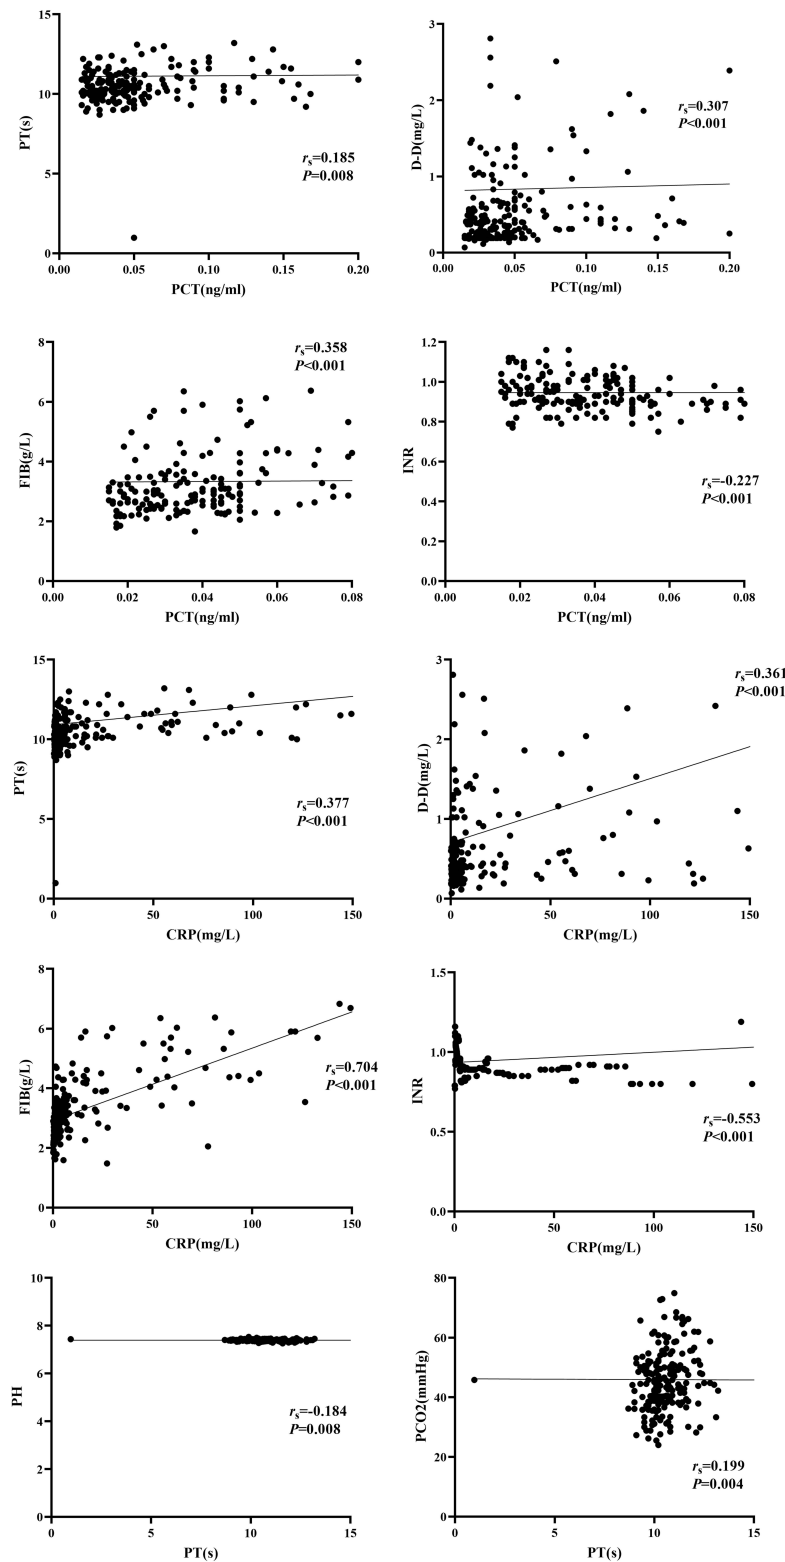 15
10
5
0
PT(s)
rs=0.185
P=0.008
0.00 0.05 0.10 0.15 0.20
PCT(ng/ml)
3
2
1
0
D-D(mg/L)
rs=0.307
P<0.001
0.00 0.05 0.10 0.15 0.20
PCT(ng/ml)
8
6
4
2
0
FIB(g/L)
rs=0.358
P<0.001
0.00 0.02 0.04 0.06 0.08
PCT(ng/ml)
1.2
1.0
0.8
0.6
0.4
0.2
0.0
INR
rs=-0.227
P<0.001
0.00 0.02 0.04 0.06 0.08
PCT(ng/ml)
15
10
5
0
PT(s)
rs=0.377
P<0.001
0 50 100 150
CRP(mg/L)
3
2
1
0
D-D(mg/L)
rs=0.361
P<0.001
0 50 100 150
CRP(mg/L)
8
6
4
2
0
FIB(g/L)
rs=0.704
P<0.001
0 50 100 150
CRP(mg/L)
1.5
1.0
0.5
0.0
INR
rs=-0.553
P<0.001
0 50 100 150
CRP(mg/L)
10
8
6
4
2
0
PH
rs=-0.184
P=0.008
0 5 10 15
PT(s)
80
60
40
20
0
PCO2(mmHg)
rs=0.199
P=0.004
0 5 10 15
PT(s)